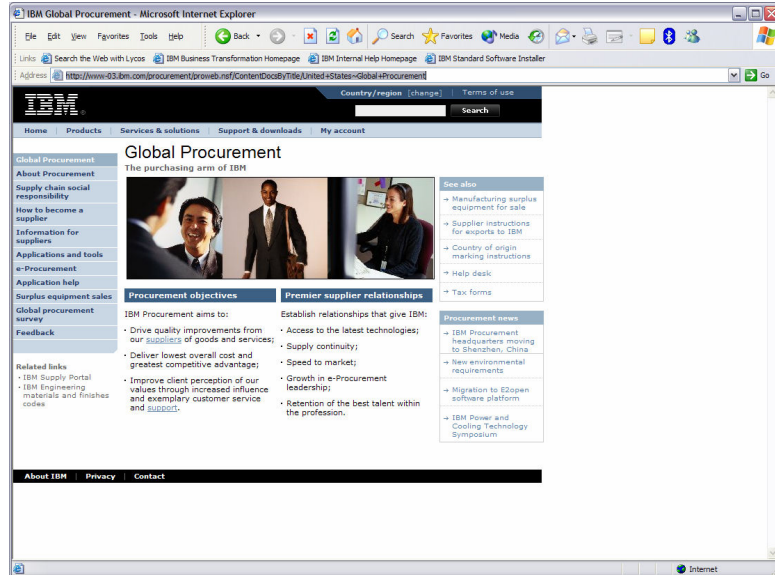 IBM Global Procurement - Microsoft Internet Explorer
File Edit View Favorites Tools Help
Back Search Favorites Media
Links Search the Web with Lycos IBM Business Transformation Homepage IBM Internal Help Homepage IBM Standard Software Installer
Address http://www-03.ibm.com/procurement/proweb.nsf/ContentDocsByTitle/United+States~Global+Procurement Go
Country/region [change] Terms of use
IBM®
Search
Home Products Services & solutions Support & downloads My account
Global Procurement
About Procurement
Supply chain social
responsibility
How to become a
supplier
Information for
suppliers
Applications and tools
e-Procurement
Application help
Surplus equipment sales
Global procurement
survey
Feedback
Related links
· IBM Supply Portal
· IBM Engineering
materials and finishes
codes
Global Procurement
The purchasing arm of IBM
Procurement objectives
IBM Procurement aims to:
· Drive quality improvements from
our suppliers of goods and services;
· Deliver lowest overall cost and
greatest competitive advantage;
· Improve client perception of our
values through increased influence
and exemplary customer service
and support.
Premier supplier relationships
Establish relationships that give IBM:
· Access to the latest technologies;
· Supply continuity;
· Speed to market;
· Growth in e-Procurement
leadership;
· Retention of the best talent within
the profession.
See also
→ Manufacturing surplus
equipment for sale
→ Supplier instructions
for exports to IBM
→ Country of origin
marking instructions
→ Help desk
→ Tax forms
Procurement news
→ IBM Procurement
headquarters moving
to Shenzhen, China
→ New environmental
requirements
→ Migration to E2open
software platform
→ IBM Power and
Cooling Technology
Symposium
About IBM Privacy Contact
Internet